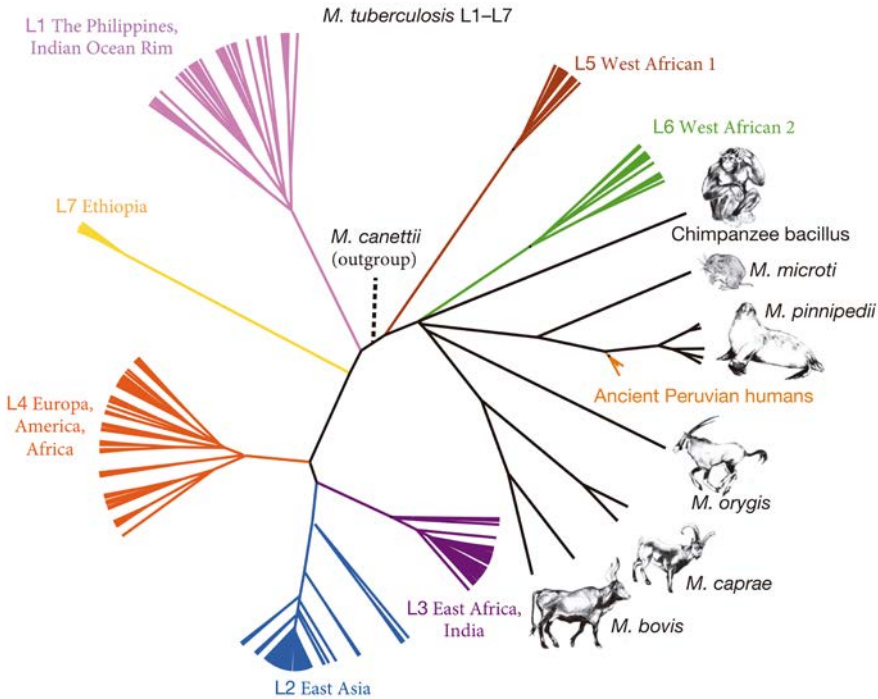 M. tuberculosis L1–L7
L1 The Philippines,
Indian Ocean Rim
L5 West African 1
L6 West African 2
Chimpanzee bacillus
L7 Ethiopia
M. canettii
(outgroup)
M. microti
M. pinnipedii
Ancient Peruvian humans
L4 Europa,
America,
Africa
M. orygis
M. caprae
M. bovis
L3 East Africa,
India
L2 East Asia